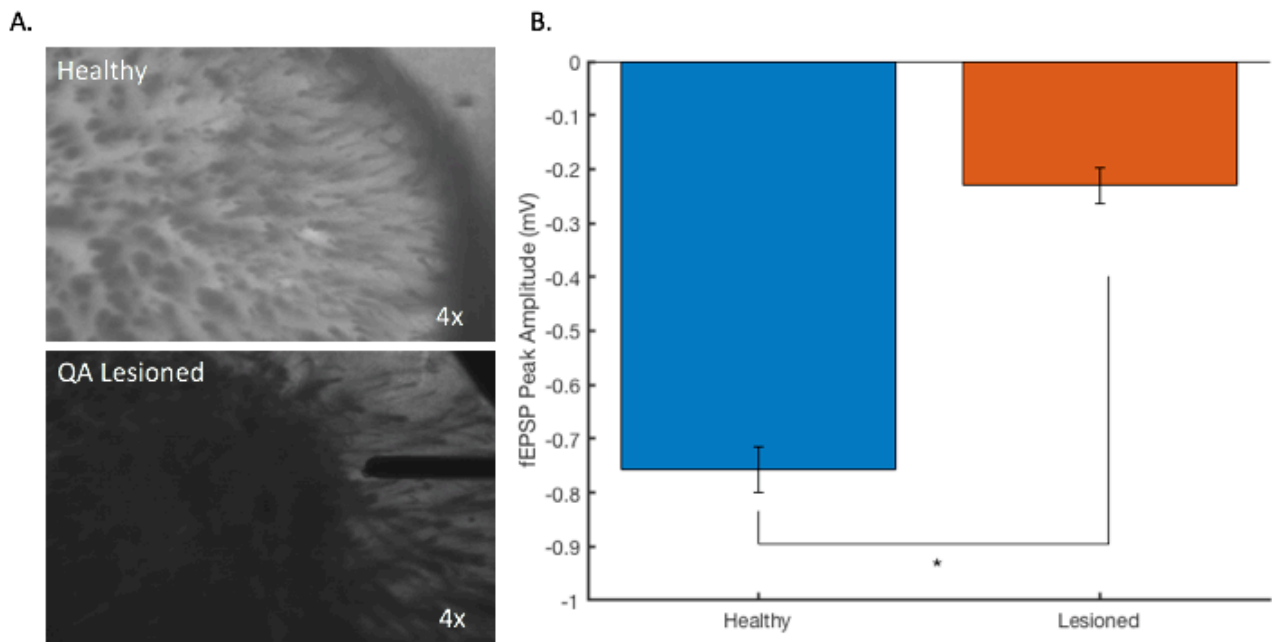 A.
Healthy
4x
QA Lesioned
4x
B.
fEPSP Peak Amplitude (mV)
0
-0.1
-0.2
-0.3
-0.4
-0.5
-0.6
-0.7
-0.8
-0.9
-1
*
Healthy
Lesioned